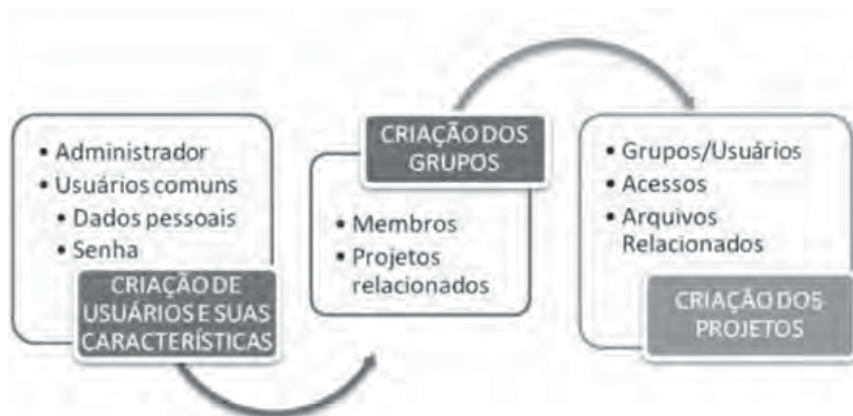 • Administrador
• Usuários comuns
• Dados pessoais
• Senha
CRIAÇÃO DE
USUÁRIOS E SUAS
CARACTERÍSTICAS
CRIAÇÃO DOS
GRUPOS
• Membros
• Projetos
relacionados
• Grupos/Usuários
• Acessos
• Arquivos
Relacionados
CRIAÇÃO DOS
PROJETOS